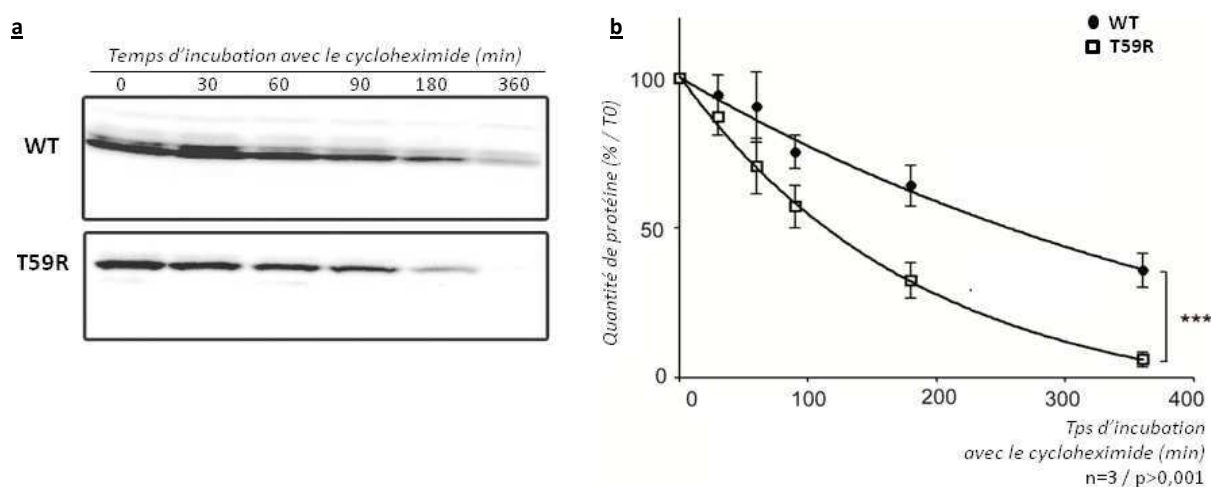 a
Temps d'incubation avec le cycloheximide (min)
0 30 60 90 180 360
WT
T59R
b
WT
T59R
Quantité de protéine (% / T0)
100
50
0
0 100 200 300 400
***
Tps d'incubation
avec le cycloheximide (min)
n=3 / p>0,001